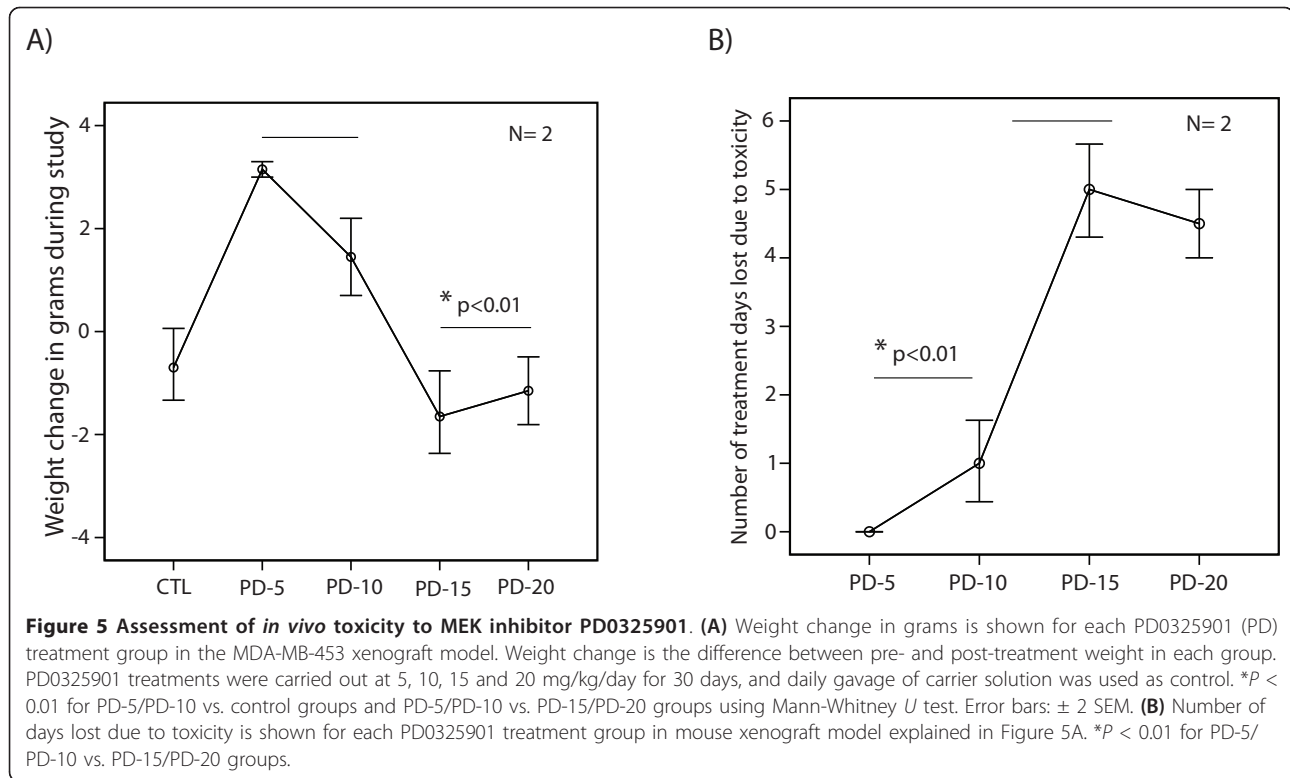 A)
B)
Weight change in grams during study
4
2
0
-2
-4
N= 2
* p<0.01
CTL PD-5 PD-10 PD-15 PD-20
Number of treatment days lost due to toxicity
6
5
4
3
2
1
0
N= 2
* p<0.01
PD-5 PD-10 PD-15 PD-20
Figure 5 Assessment of in vivo toxicity to MEK inhibitor PD0325901. (A) Weight change in grams is shown for each PD0325901 (PD)
treatment group in the MDA-MB-453 xenograft model. Weight change is the difference between pre- and post-treatment weight in each group.
PD0325901 treatments were carried out at 5, 10, 15 and 20 mg/kg/day for 30 days, and daily gavage of carrier solution was used as control. *P <
0.01 for PD-5/PD-10 vs. control groups and PD-5/PD-10 vs. PD-15/PD-20 groups using Mann-Whitney U test. Error bars: ± 2 SEM. (B) Number of
days lost due to toxicity is shown for each PD0325901 treatment group in mouse xenograft model explained in Figure 5A. *P < 0.01 for PD-5/
PD-10 vs. PD-15/PD-20 groups.